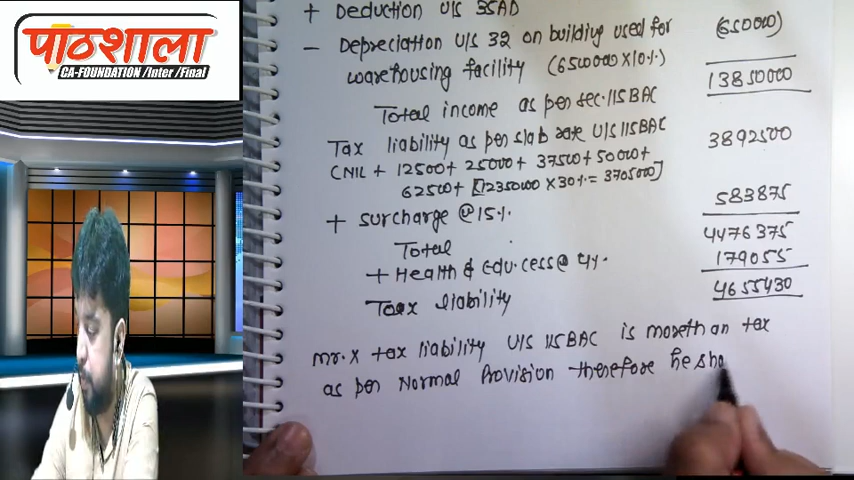 पाठशाला
CA-FOUNDATION /Inter /Final
+ Deduction U/S 35AD
- Depreciation U/S 32 on building used for (650000)
warehousing facility (6500000 X 10%)
Total income as per sec. 115BAC 13850000
Tax liability as per slab rate U/S 115BAC 3892500
CNIL + 12500 + 25000 + 37500 + 50000 +
62500 + [12350000 X 30% = 3705000]
+ Surcharge @ 15% 583875
Total 4476375
+ Health & Edu. cess @ 4% 179055
Tax liability 4655430
mr. X tax liability U/S 115BAC is more than tax
as per Normal Provision therefore he sho